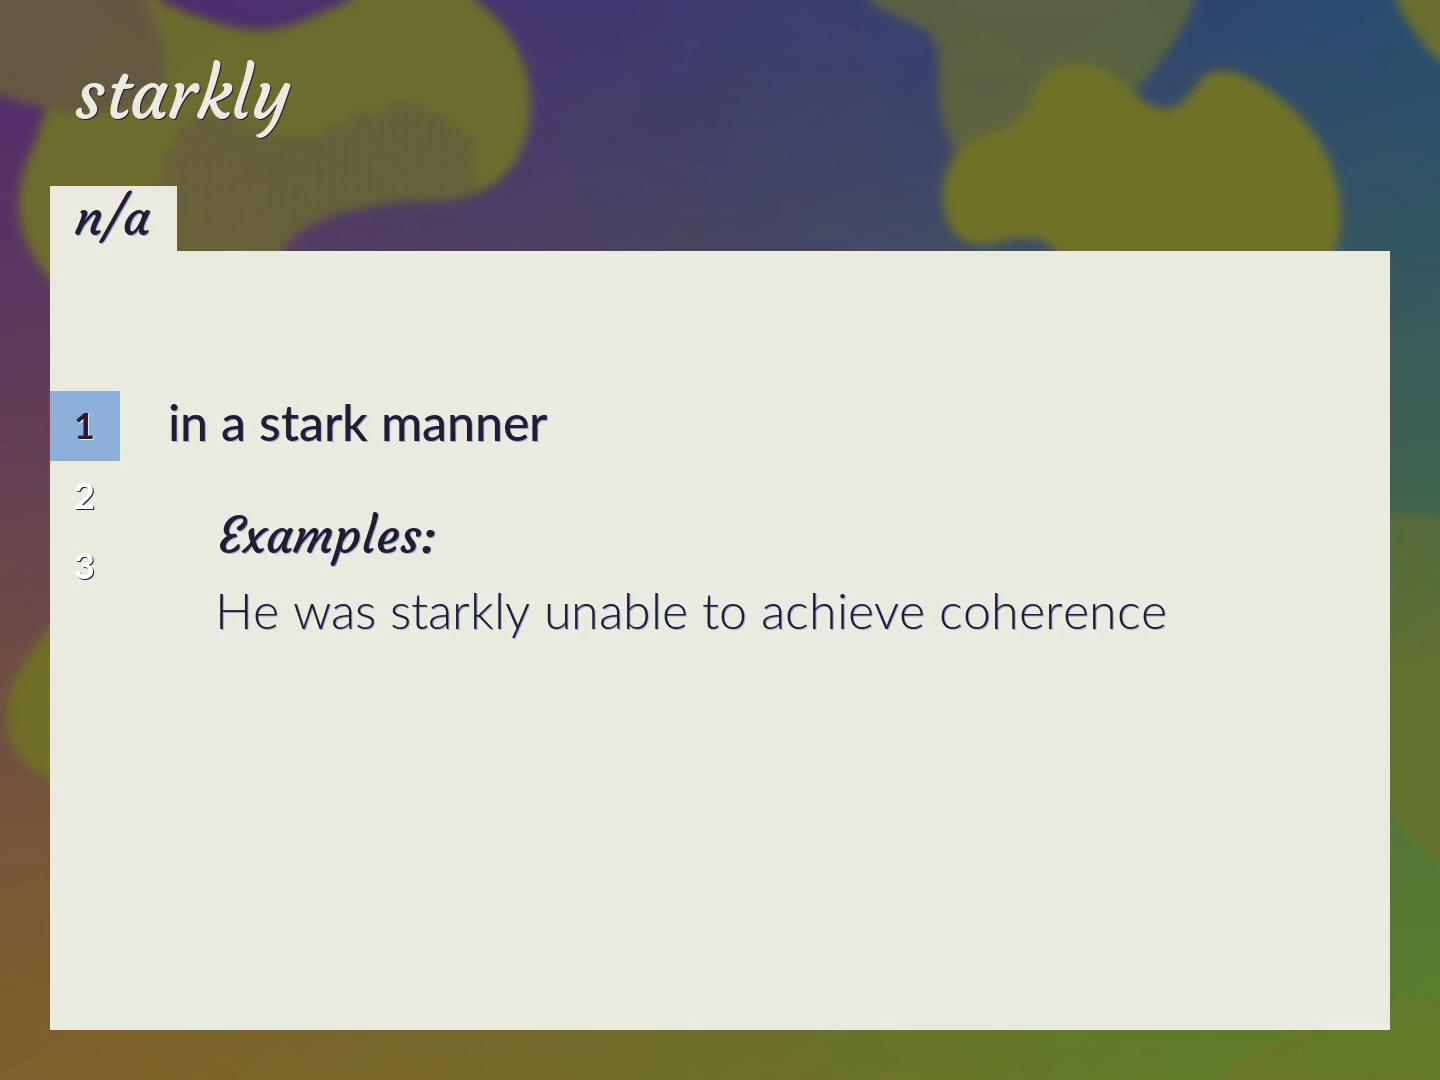 starkly
n/a
1
in a stark manner
2
3
Examples:
He was starkly unable to achieve coherence